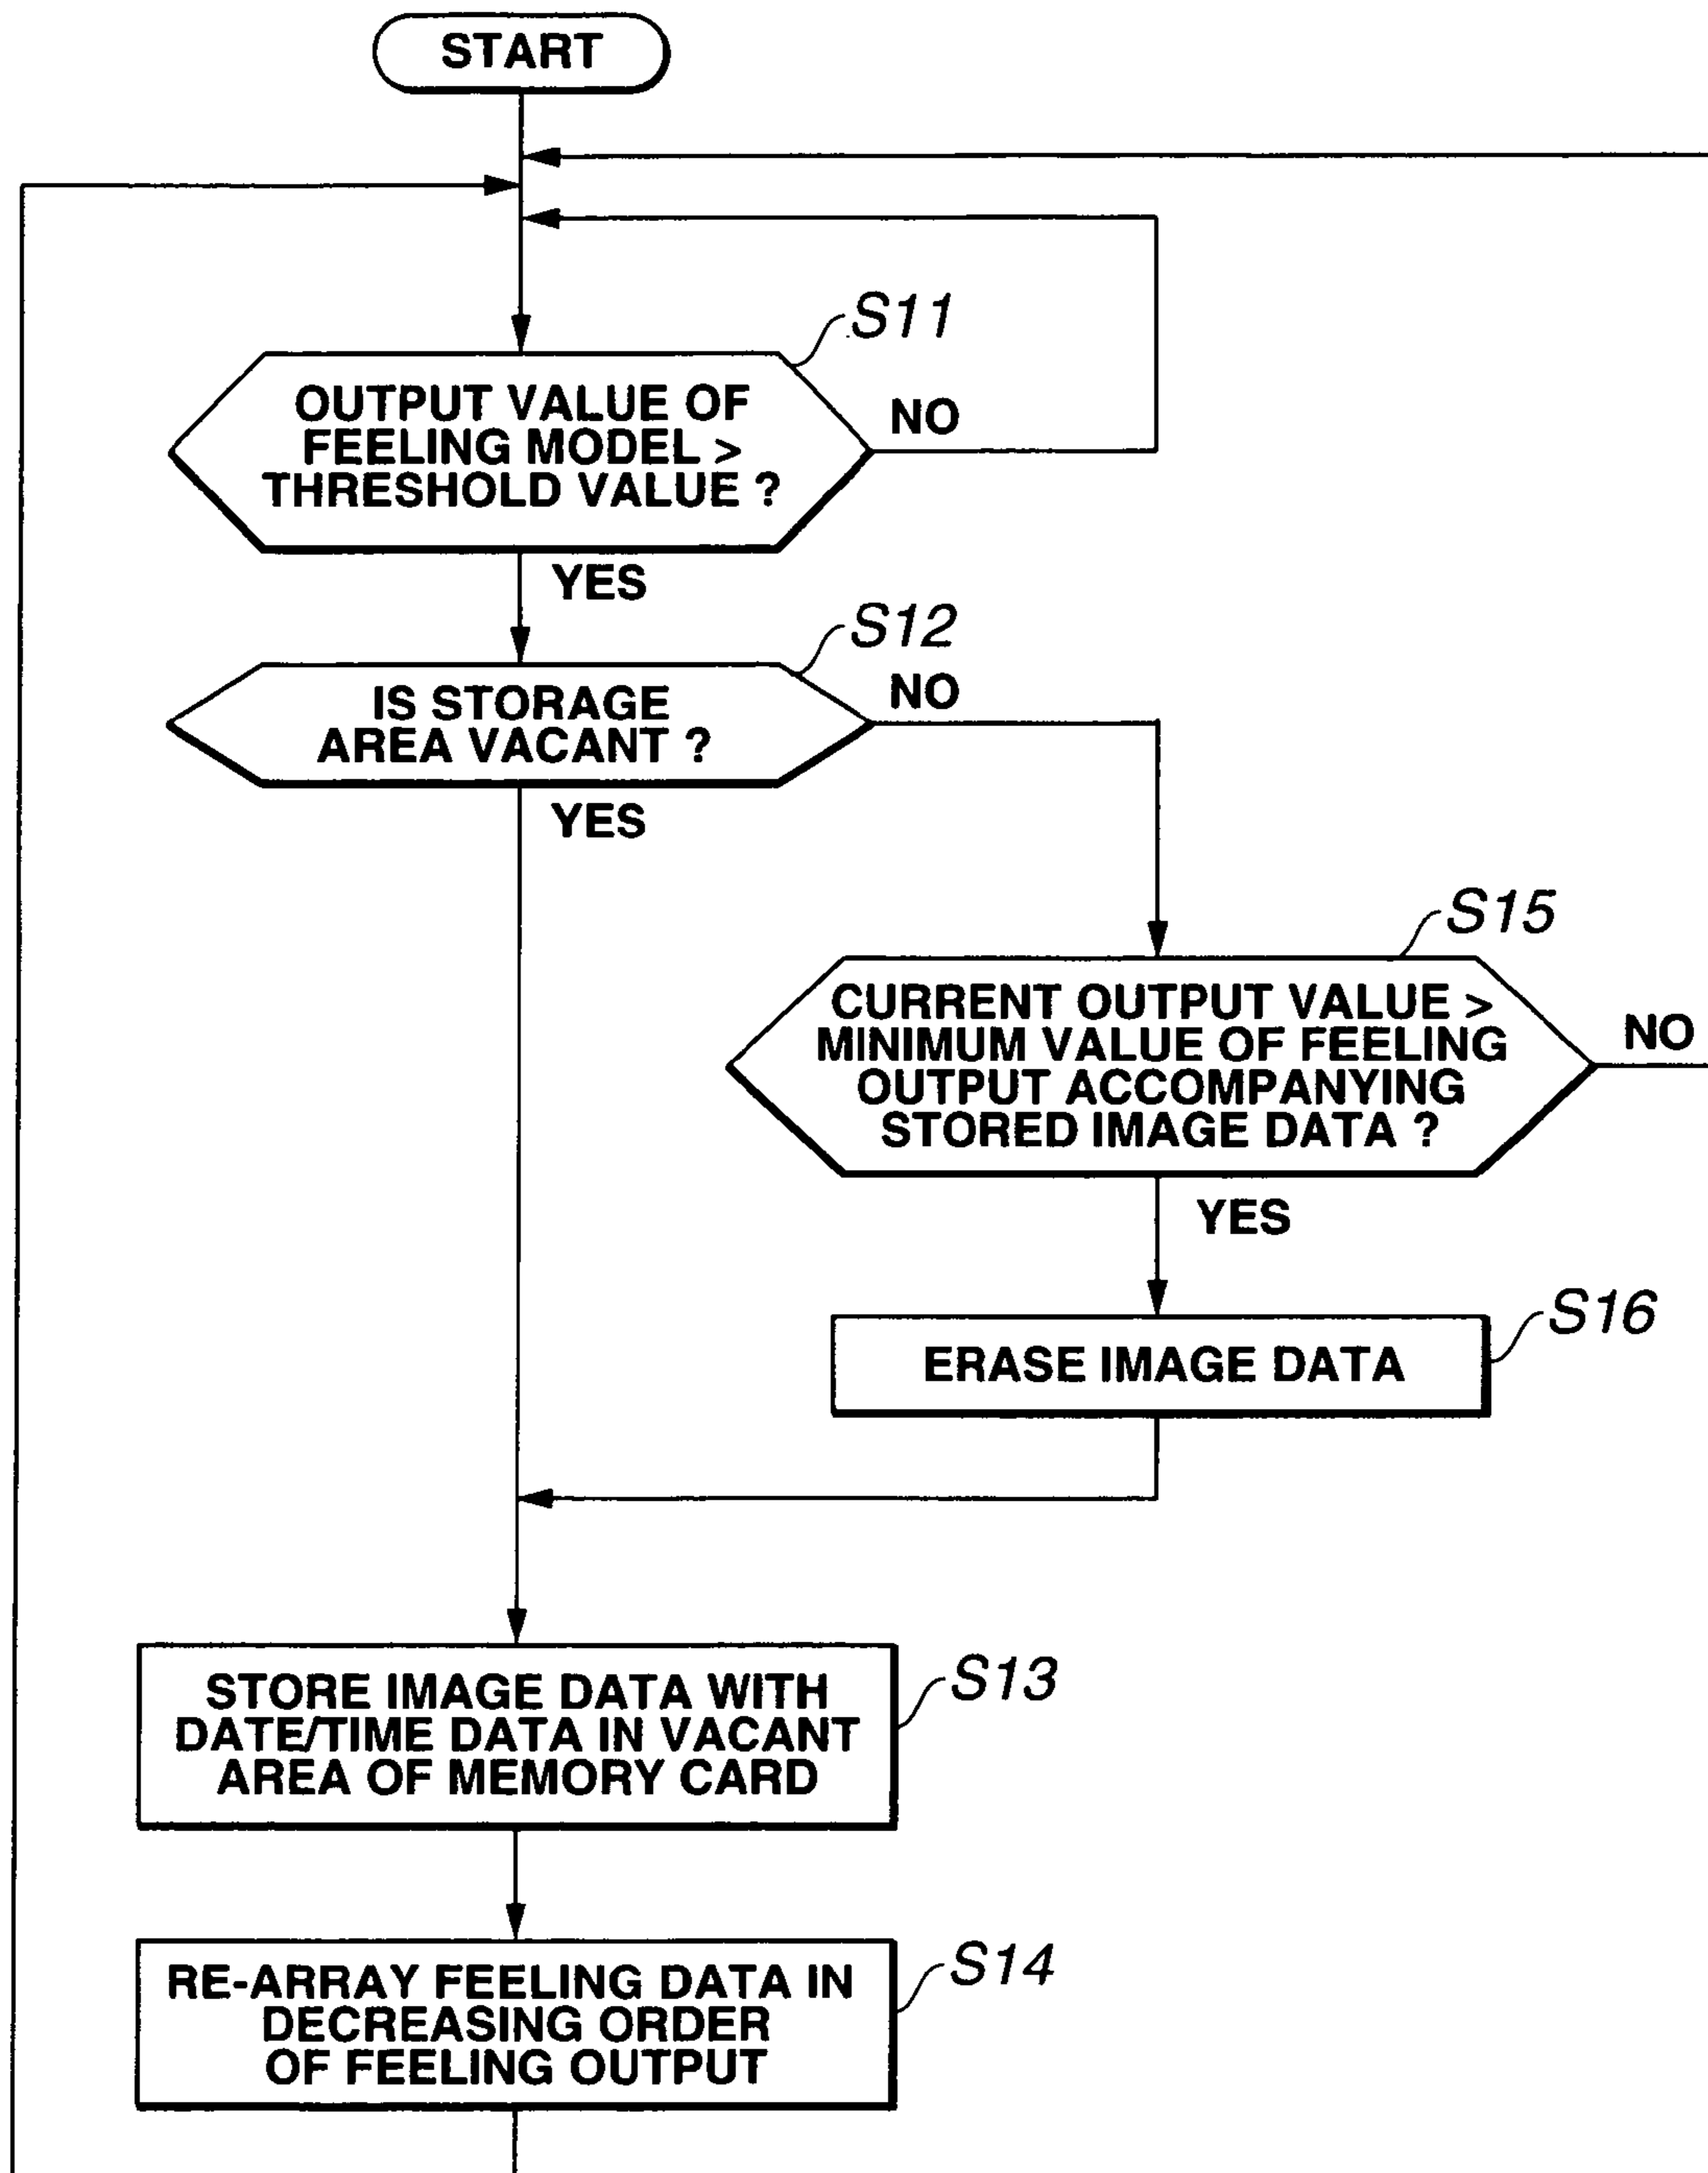 START
S11
OUTPUT VALUE OF
FEELING MODEL >
THRESHOLD VALUE ?
NO
YES
S12
IS STORAGE
AREA VACANT ?
NO
YES
S15
CURRENT OUTPUT VALUE >
MINIMUM VALUE OF FEELING
OUTPUT ACCOMPANYING
STORED IMAGE DATA ?
NO
YES
S16
ERASE IMAGE DATA
S13
STORE IMAGE DATA WITH
DATE/TIME DATA IN VACANT
AREA OF MEMORY CARD
S14
RE-ARRAY FEELING DATA IN
DECREASING ORDER
OF FEELING OUTPUT